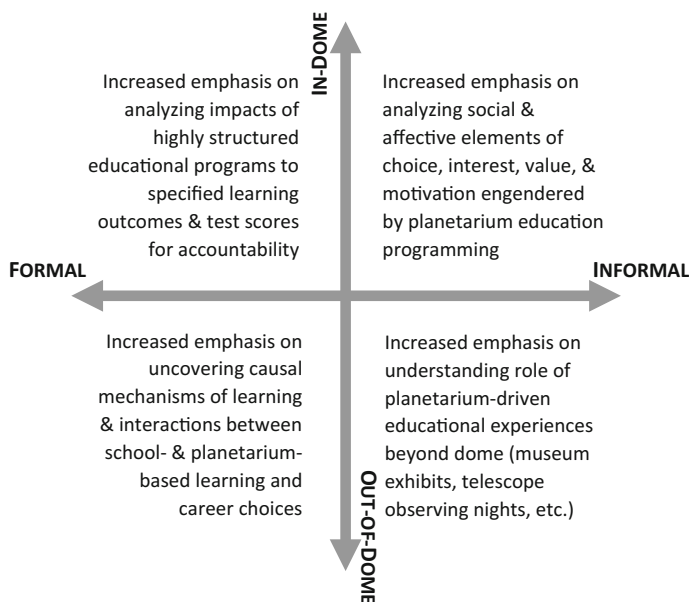 IN-DOME
Increased emphasis on
analyzing impacts of
highly structured
educational programs to
specified learning
outcomes & test scores
for accountability
Increased emphasis on
analyzing social &
affective elements of
choice, interest, value, &
motivation engendered
by planetarium education
programming
FORMAL
INFORMAL
Increased emphasis on
uncovering causal
mechanisms of learning
& interactions between
school- & planetarium-
based learning and
career choices
Increased emphasis on
understanding role of
planetarium-driven
educational experiences
beyond dome (museum
exhibits, telescope
observing nights, etc.)
OUT-OF-DOME